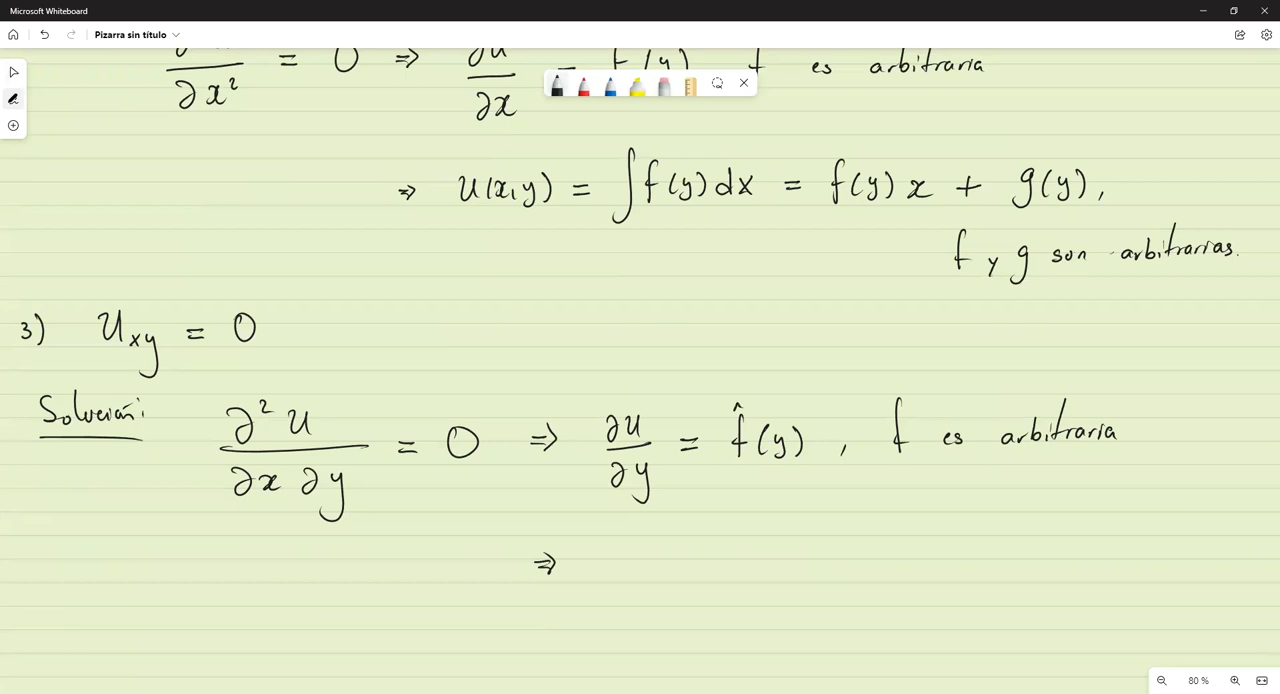 Microsoft Whiteboard
Pizarra sin título
∂x² = 0 ⇒ ∂u/∂x = f(y) f es arbitraria
⇒ u(x,y) = ∫f(y)dx = f(y)x + g(y),
f y g son arbitrarias.
3) u_xy = 0
Solución: ∂²u/∂x∂y = 0 ⇒ ∂u/∂y = f̂(y), f es arbitraria
⇒
80 %